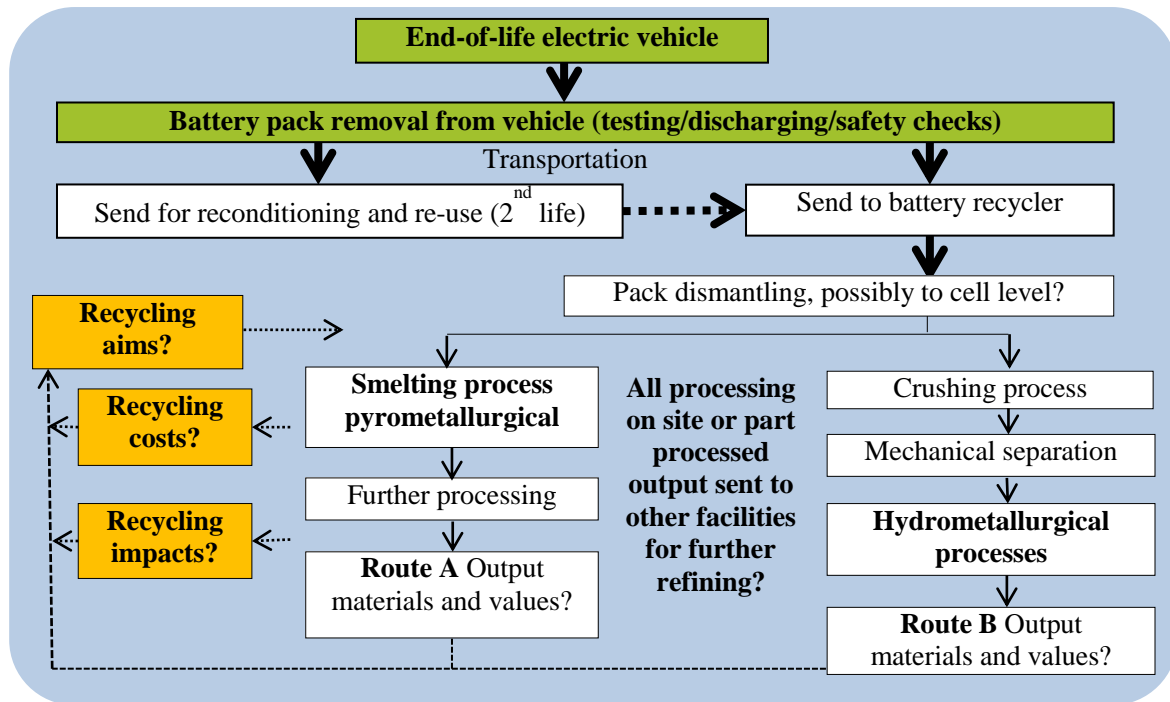 End-of-life electric vehicle
Battery pack removal from vehicle (testing/discharging/safety checks)
Transportation
Send for reconditioning and re-use (2nd life)
Send to battery recycler
Pack dismantling, possibly to cell level?
Recycling
aims?
Recycling
costs?
Recycling
impacts?
Smelting process
pyrometallurgical
Further processing
Route A Output
materials and values?
All processing
on site or part
processed
output sent to
other facilities
for further
refining?
Crushing process
Mechanical separation
Hydrometallurgical
processes
Route B Output
materials and values?